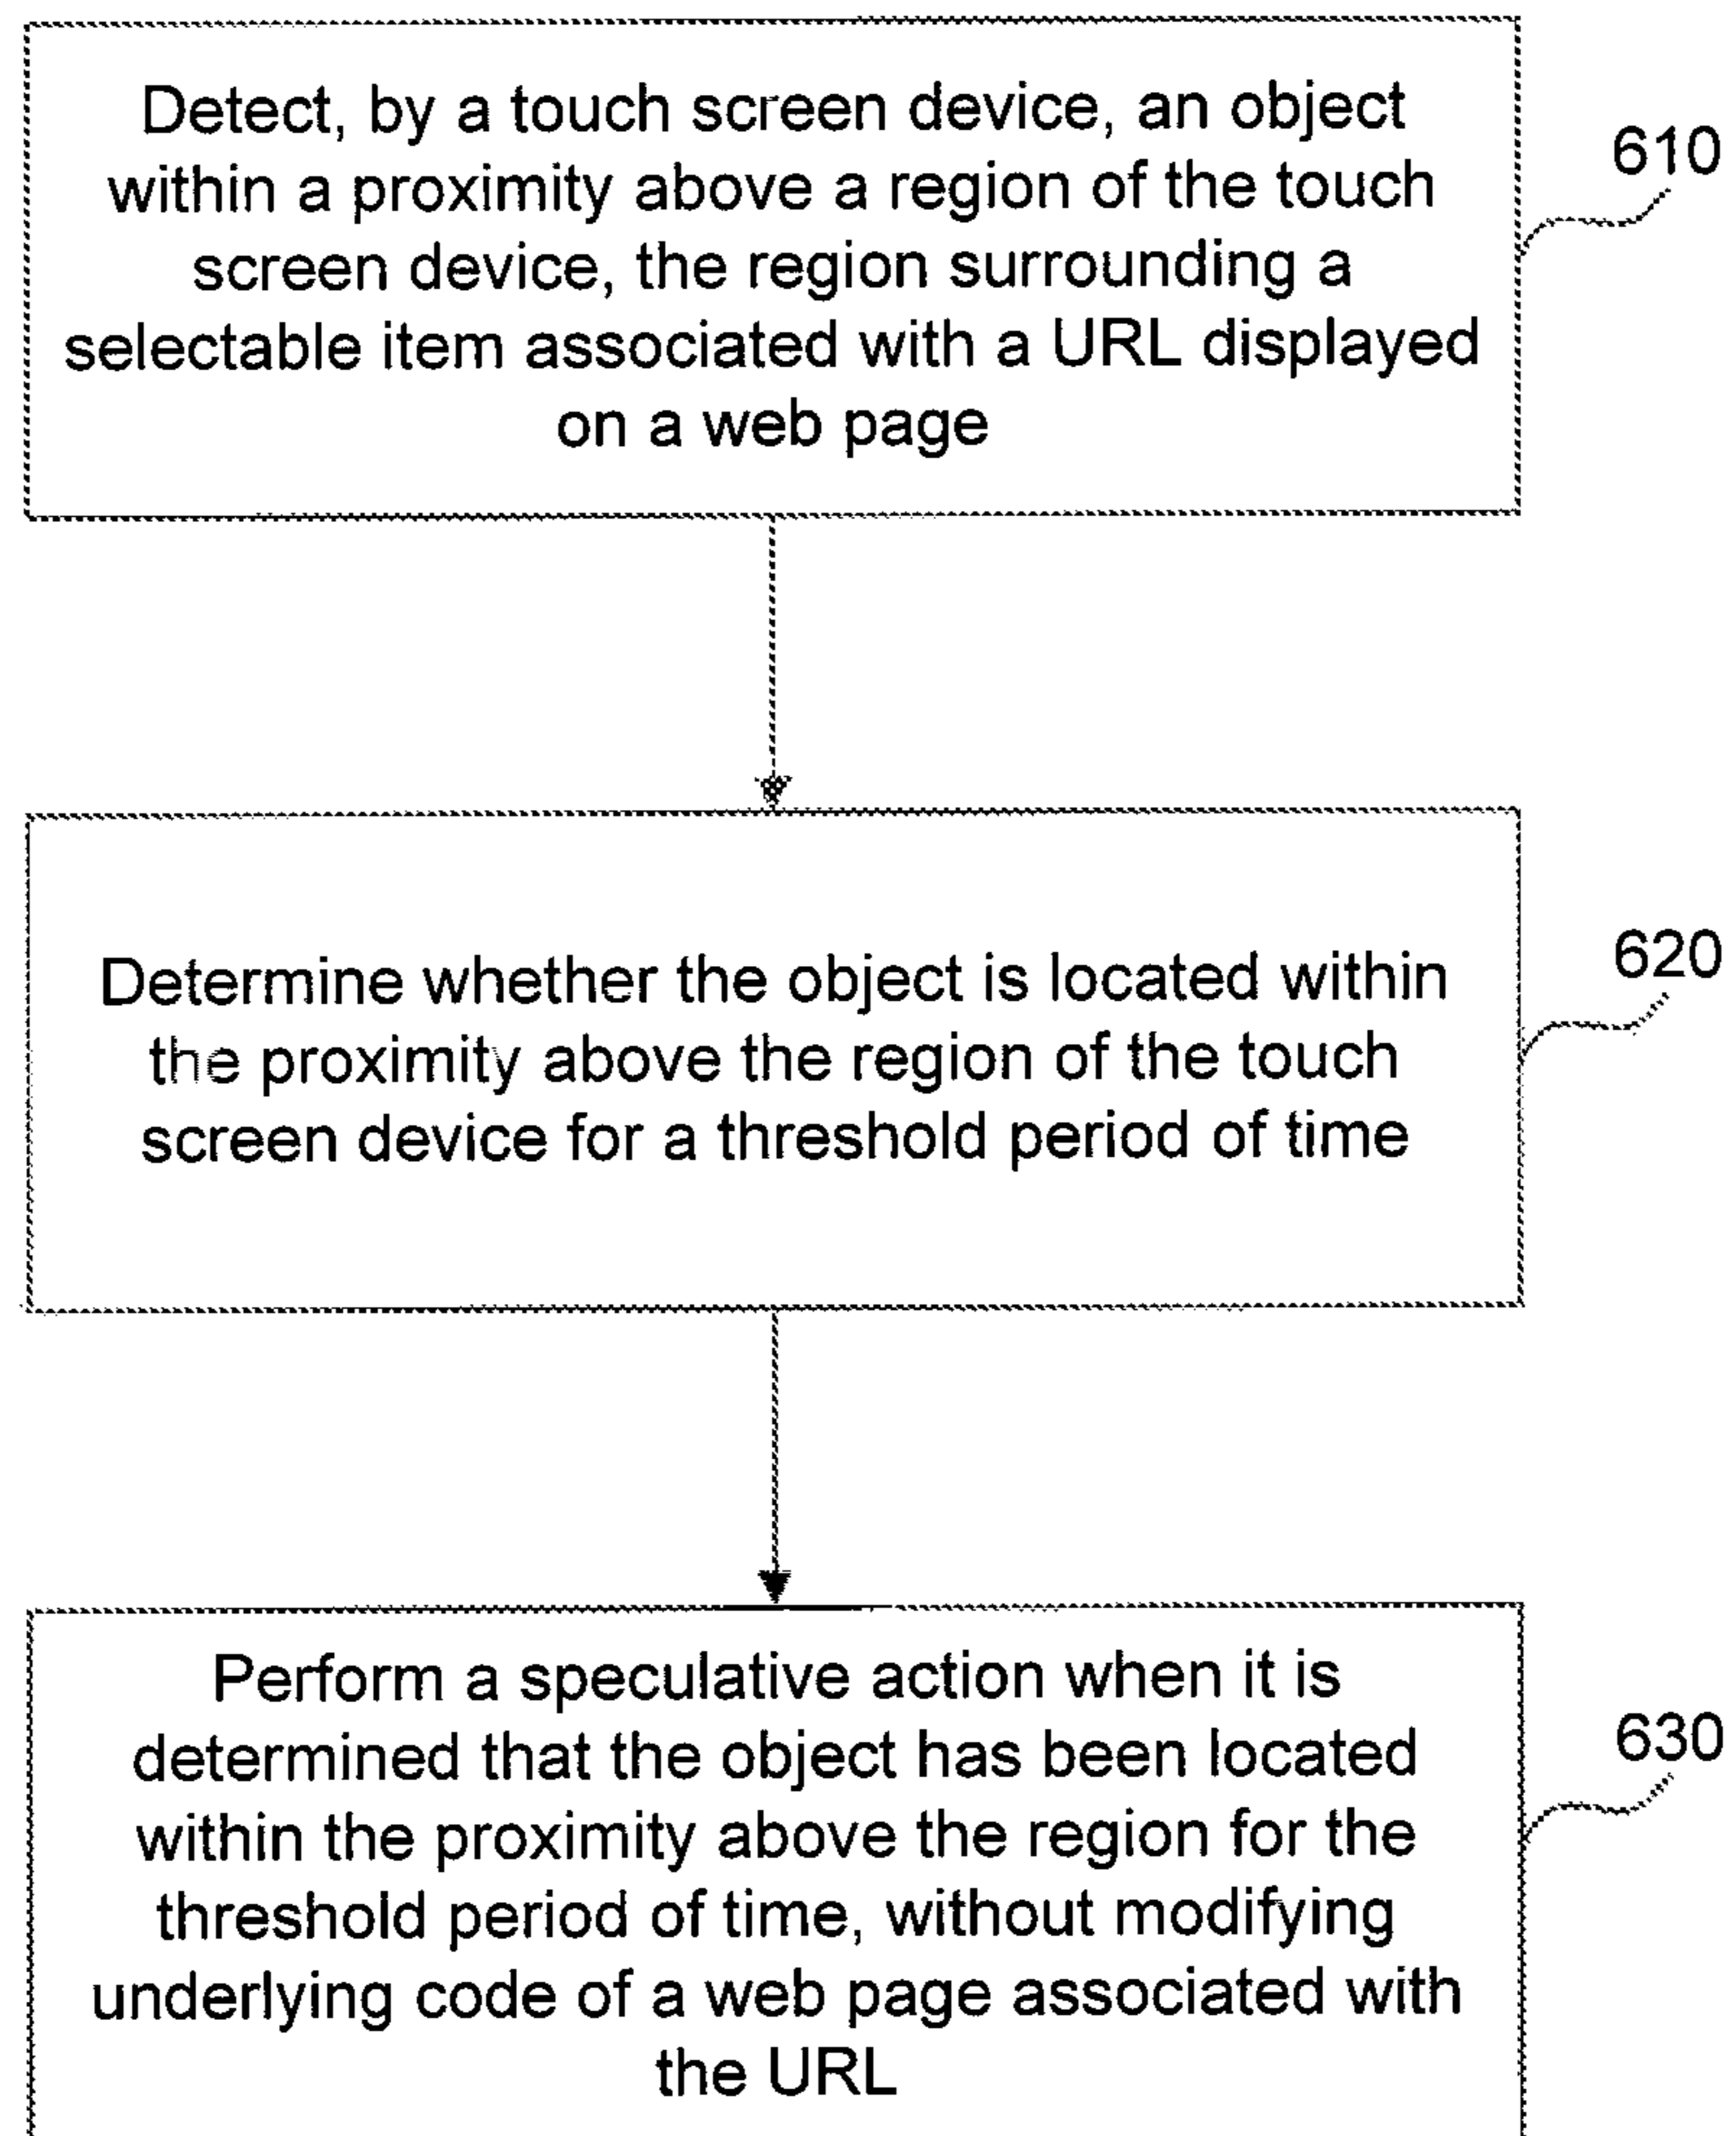 Detect, by a touch screen device, an object
within a proximity above a region of the touch
screen device, the region surrounding a
selectable item associated with a URL displayed
on a web page
610
Determine whether the object is located within
the proximity above the region of the touch
screen device for a threshold period of time
620
Perform a speculative action when it is
determined that the object has been located
within the proximity above the region for the
threshold period of time, without modifying
underlying code of a web page associated with
the URL
630